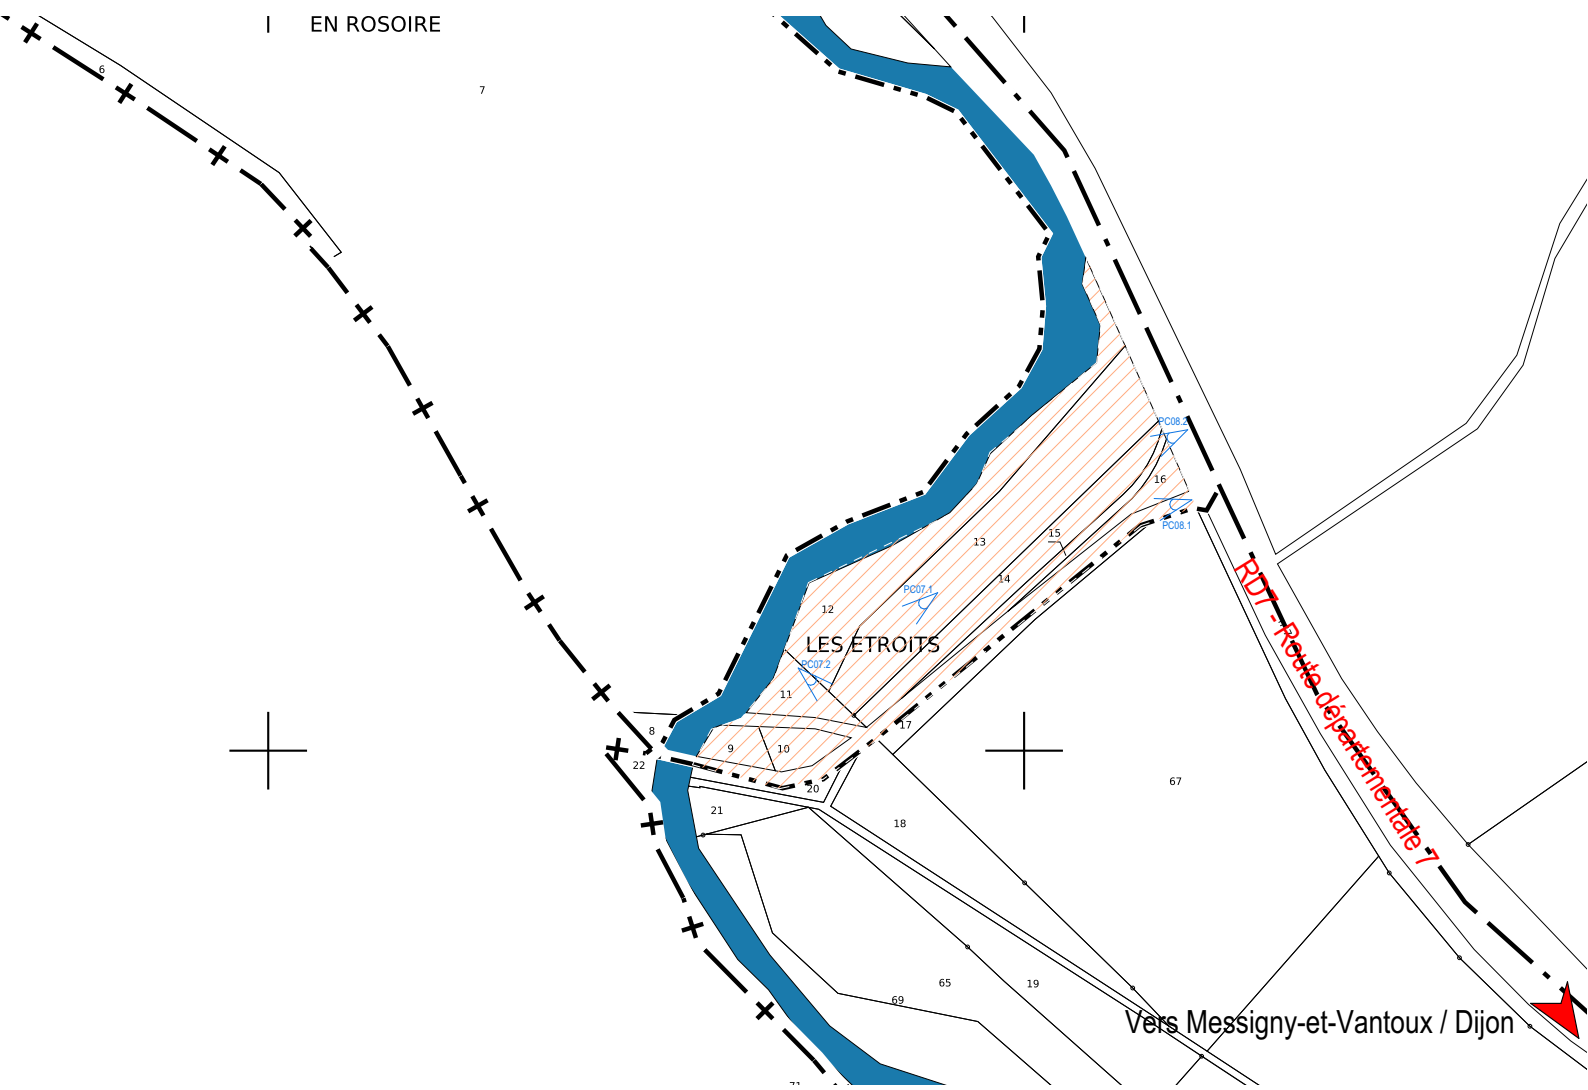 EN ROSOIRE
6
7
PC08.2
16
PC08.1
15
13
14
PC07.1
12
LES ETROITS
PC07.2
11
17
8
9
10
22
20
21
18
67
RD7 - Route départementale 7
65
19
69
Vers Messigny-et-Vantoux / Dijon
71